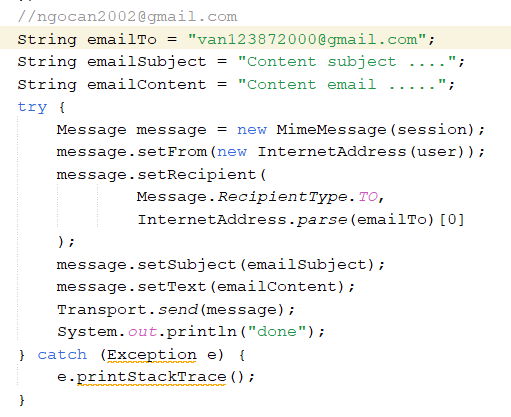 //ngocan2002@gmail.com
String emailTo = "van123872000@gmail.com";
String emailSubject = "Content subject ....";
String emailContent = "Content email .....";
try {
Message message = new MimeMessage(session);
message.setFrom(new InternetAddress(user));
message.setRecipient(
Message.RecipientType.TO,
InternetAddress.parse(emailTo)[0]
);
message.setSubject(emailSubject);
message.setText(emailContent);
Transport.send(message);
System.out.println("done");
} catch (Exception e) {
e.printStackTrace();
}